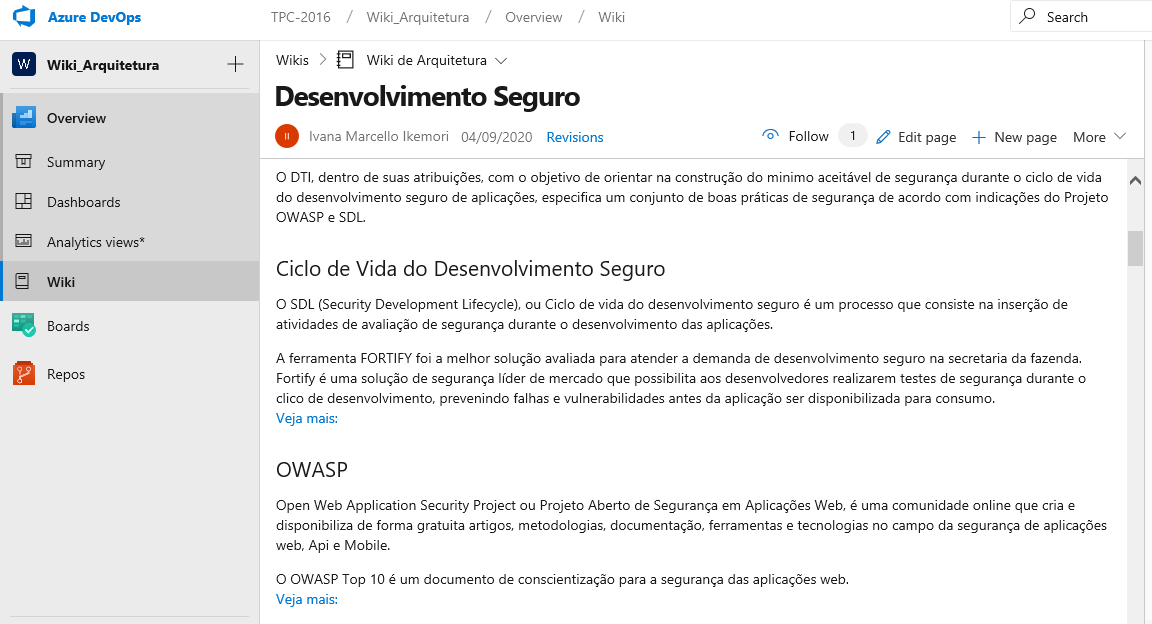 Azure DevOps
TPC-2016 / Wiki_Arquitetura / Overview / Wiki
Search
W Wiki_Arquitetura
Overview
Summary
Dashboards
Analytics views*
Wiki
Boards
Repos
Wikis > Wiki de Arquitetura
Desenvolvimento Seguro
II Ivana Marcello Ikemori 04/09/2020 Revisions
Follow 1 Edit page New page More
O DTI, dentro de suas atribuições, com o objetivo de orientar na construção do minimo aceitável de segurança durante o ciclo de vida
do desenvolvimento seguro de aplicações, especifica um conjunto de boas práticas de segurança de acordo com indicações do Projeto
OWASP e SDL.
Ciclo de Vida do Desenvolvimento Seguro
O SDL (Security Development Lifecycle), ou Ciclo de vida do desenvolvimento seguro é um processo que consiste na inserção de
atividades de avaliação de segurança durante o desenvolvimento das aplicações.
A ferramenta FORTIFY foi a melhor solução avaliada para atender a demanda de desenvolvimento seguro na secretaria da fazenda.
Fortify é uma solução de segurança líder de mercado que possibilita aos desenvolvedores realizarem testes de segurança durante o
clico de desenvolvimento, prevenindo falhas e vulnerabilidades antes da aplicação ser disponibilizada para consumo.
Veja mais:
OWASP
Open Web Application Security Project ou Projeto Aberto de Segurança em Aplicações Web, é uma comunidade online que cria e
disponibiliza de forma gratuita artigos, metodologias, documentação, ferramentas e tecnologias no campo da segurança de aplicações
web, Api e Mobile.
O OWASP Top 10 é um documento de conscientização para a segurança das aplicações web.
Veja mais: